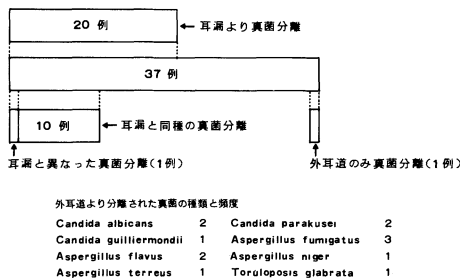 20 例 ← 耳漏より真菌分離
37 例
10 例 ← 耳漏と同種の真菌分離
耳漏と異なった真菌分離(1例) 外耳道のみ真菌分離(1例)
外耳道より分離された真菌の種類と頻度
Candida albicans 2 Candida parakusei 2
Candida guilliermondii 1 Aspergillus fumigatus 3
Aspergillus flavus 2 Aspergillus niger 1
Aspergillus terreus 1 Toruloposis glabrata 1